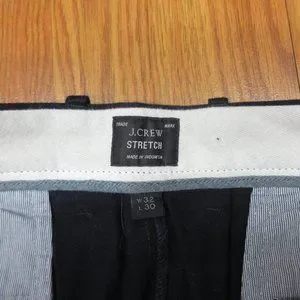 TRADE MARK
J.CREW
STRETCH
MADE IN INDONESIA
W 32
L 30